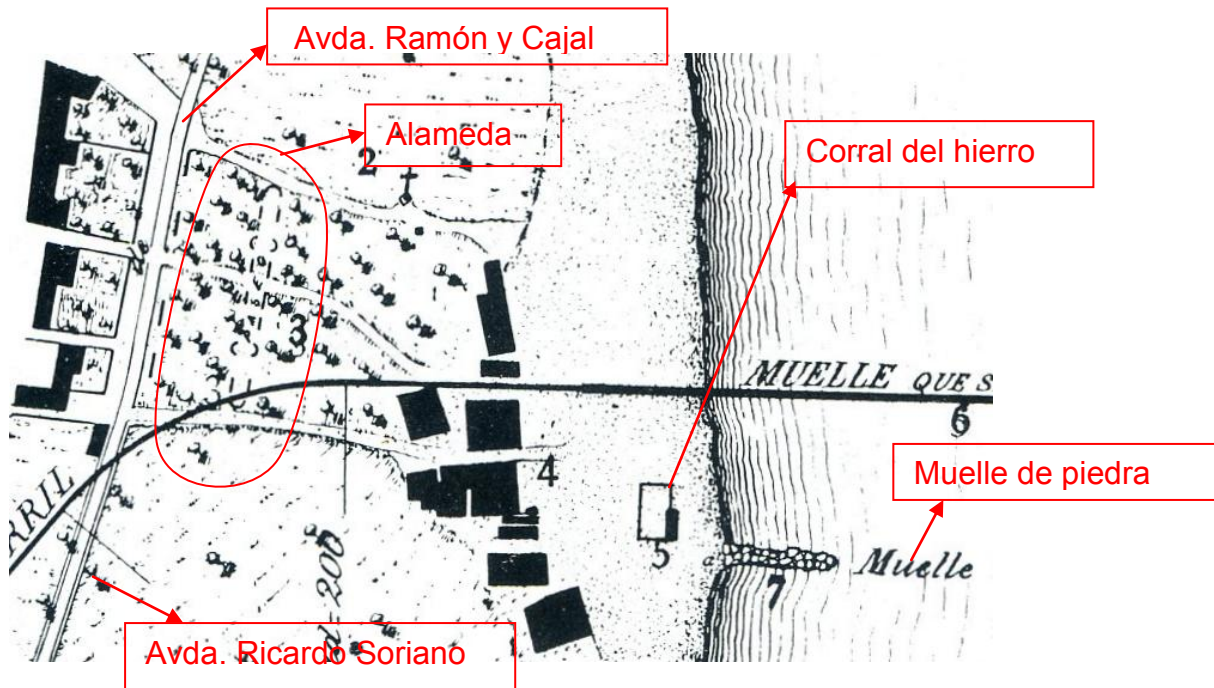 Avda. Ramón y Cajal
Alameda
2
Corral del hierro
3
MUELLE QUE S
6
Muelle de piedra
4
RRIL
5
Muelle
7
d-200
Avda. Ricardo Soriano